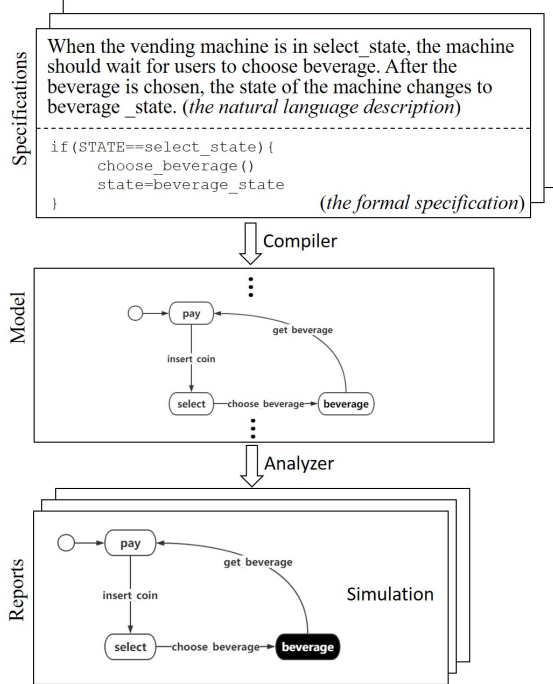 Specifications
When the vending machine is in select_state, the machine
should wait for users to choose beverage. After the
beverage is chosen, the state of the machine changes to
beverage _state. (the natural language description)
if(STATE==select_state){
choose_beverage()
state=beverage_state
}
(the formal specification)
Compiler
Model
pay
get beverage
insert coin
select
choose beverage
beverage
Analyzer
Reports
pay
get_beverage
insert coin
Simulation
select
choose beverage
beverage